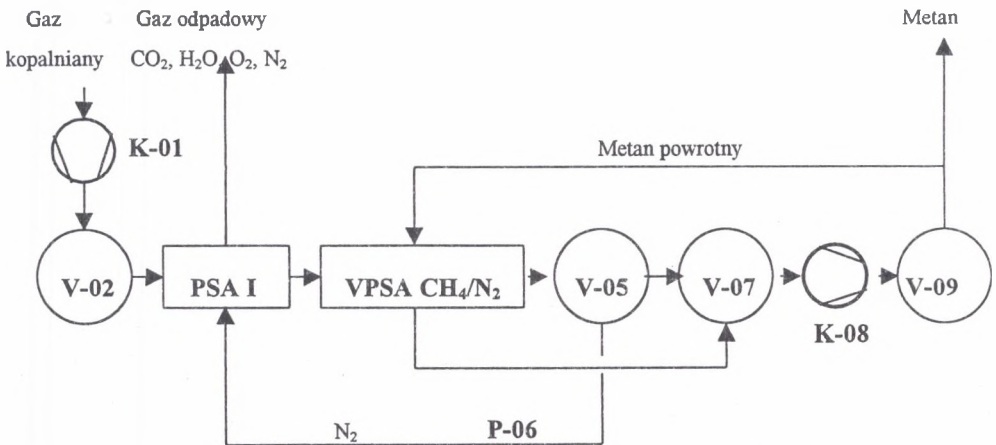 Gaz Gaz odpadowy Metan
kopalniany CO₂, H₂O, O₂, N₂
K-01
Metan powrotny
V-02 PSA I VPSA CH₄/N₂ V-05 V-07 V-09
K-08
N₂ P-06